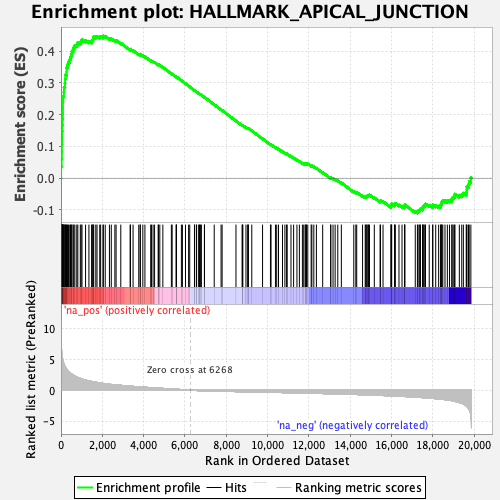 Enrichment plot: HALLMARK_APICAL_JUNCTION
Enrichment score (ES)
0.4
0.3
0.2
0.1
0.0
-0.1
'na_pos' (positively correlated)
Ranked list metric (PreRanked)
10
5
0
-5
Zero cross at 6268
'na_neg' (negatively correlated)
0
2,000
4,000
6,000
8,000
10,000
12,000
14,000
16,000
18,000
20,000
Rank in Ordered Dataset
Enrichment profile
Hits
Ranking metric scores